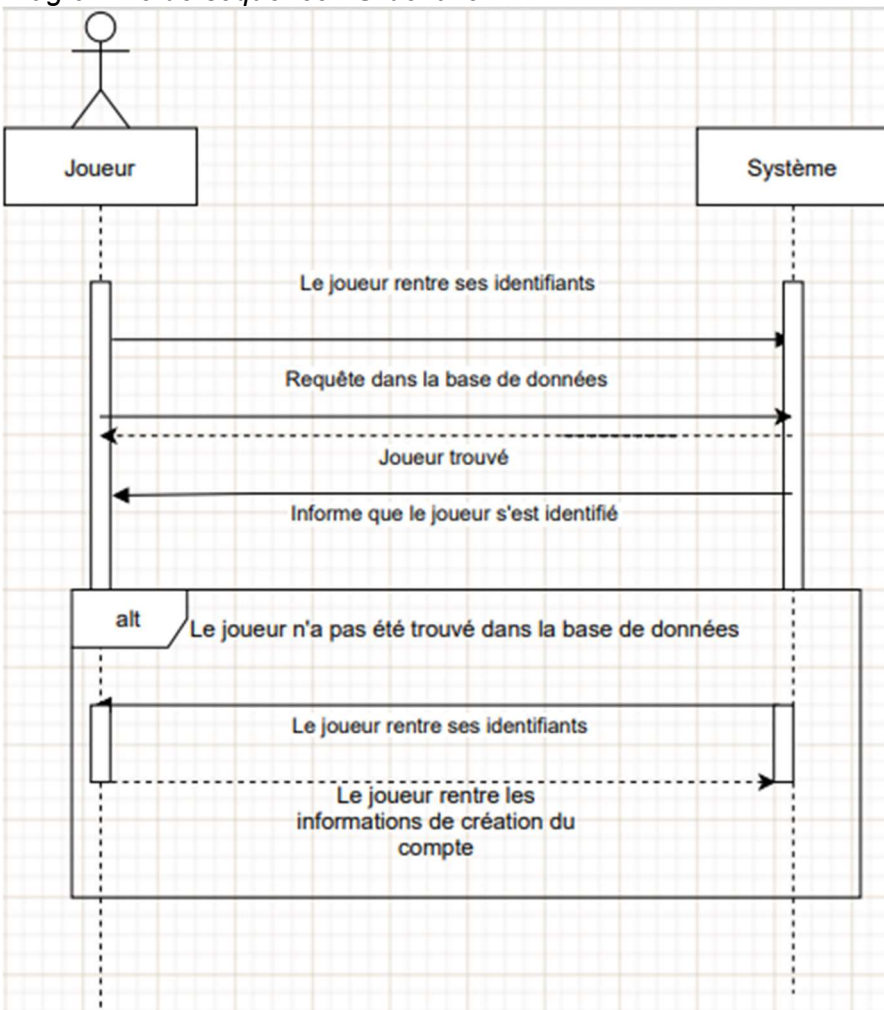 Joueur
Système
Le joueur rentre ses identifiants
Requête dans la base de données
Joueur trouvé
Informe que le joueur s'est identifié
alt
Le joueur n'a pas été trouvé dans la base de données
Le joueur rentre ses identifiants
Le joueur rentre les
informations de création du
compte